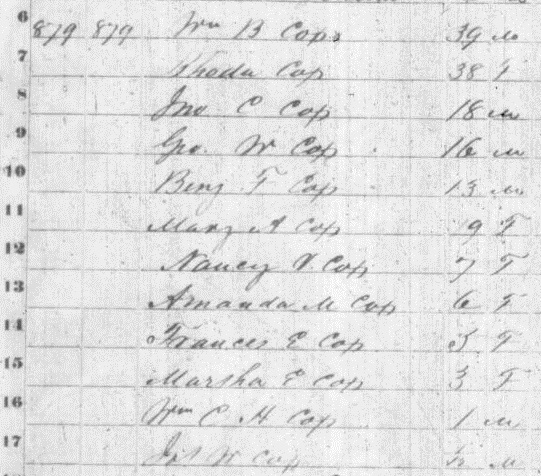 6 879 879 Wm B Cop 39 M
7 Rhoda Cop 38 F
8 Jno C Cop 18 M
9 Geo. W Cop 16 M
10 Benj F Cop 13 M
11 Mary A Cop 9 F
12 Nancy V. Cop 7 F
13 Amanda M Cop 6 F
14 Frances E Cop 5 F
15 Marsha E Cop 3 F
16 Wm C. H Cop 1 M
17 W Cop M